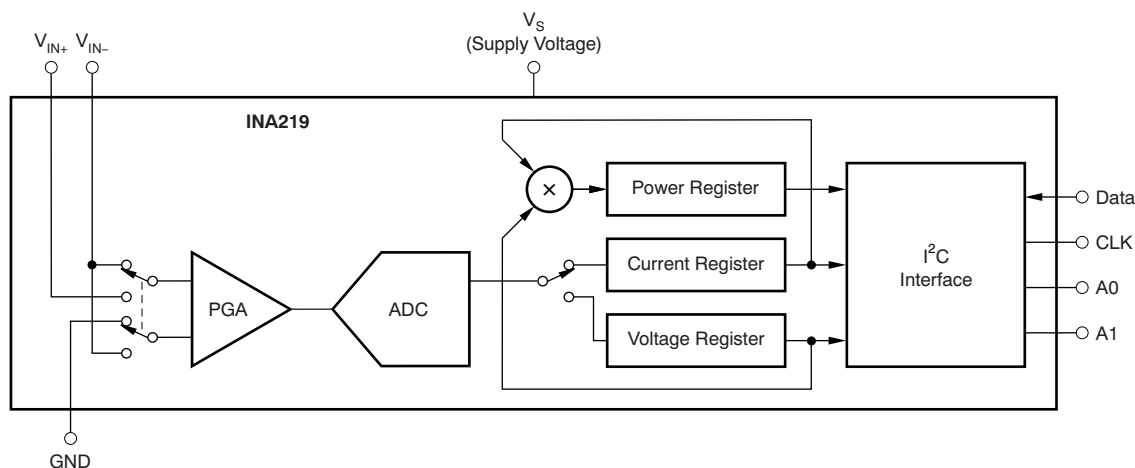 V_IN+
V_IN–
V_S
(Supply Voltage)
INA219
×
Power Register
Current Register
Voltage Register
PGA
ADC
I²C
Interface
Data
CLK
A0
A1
GND